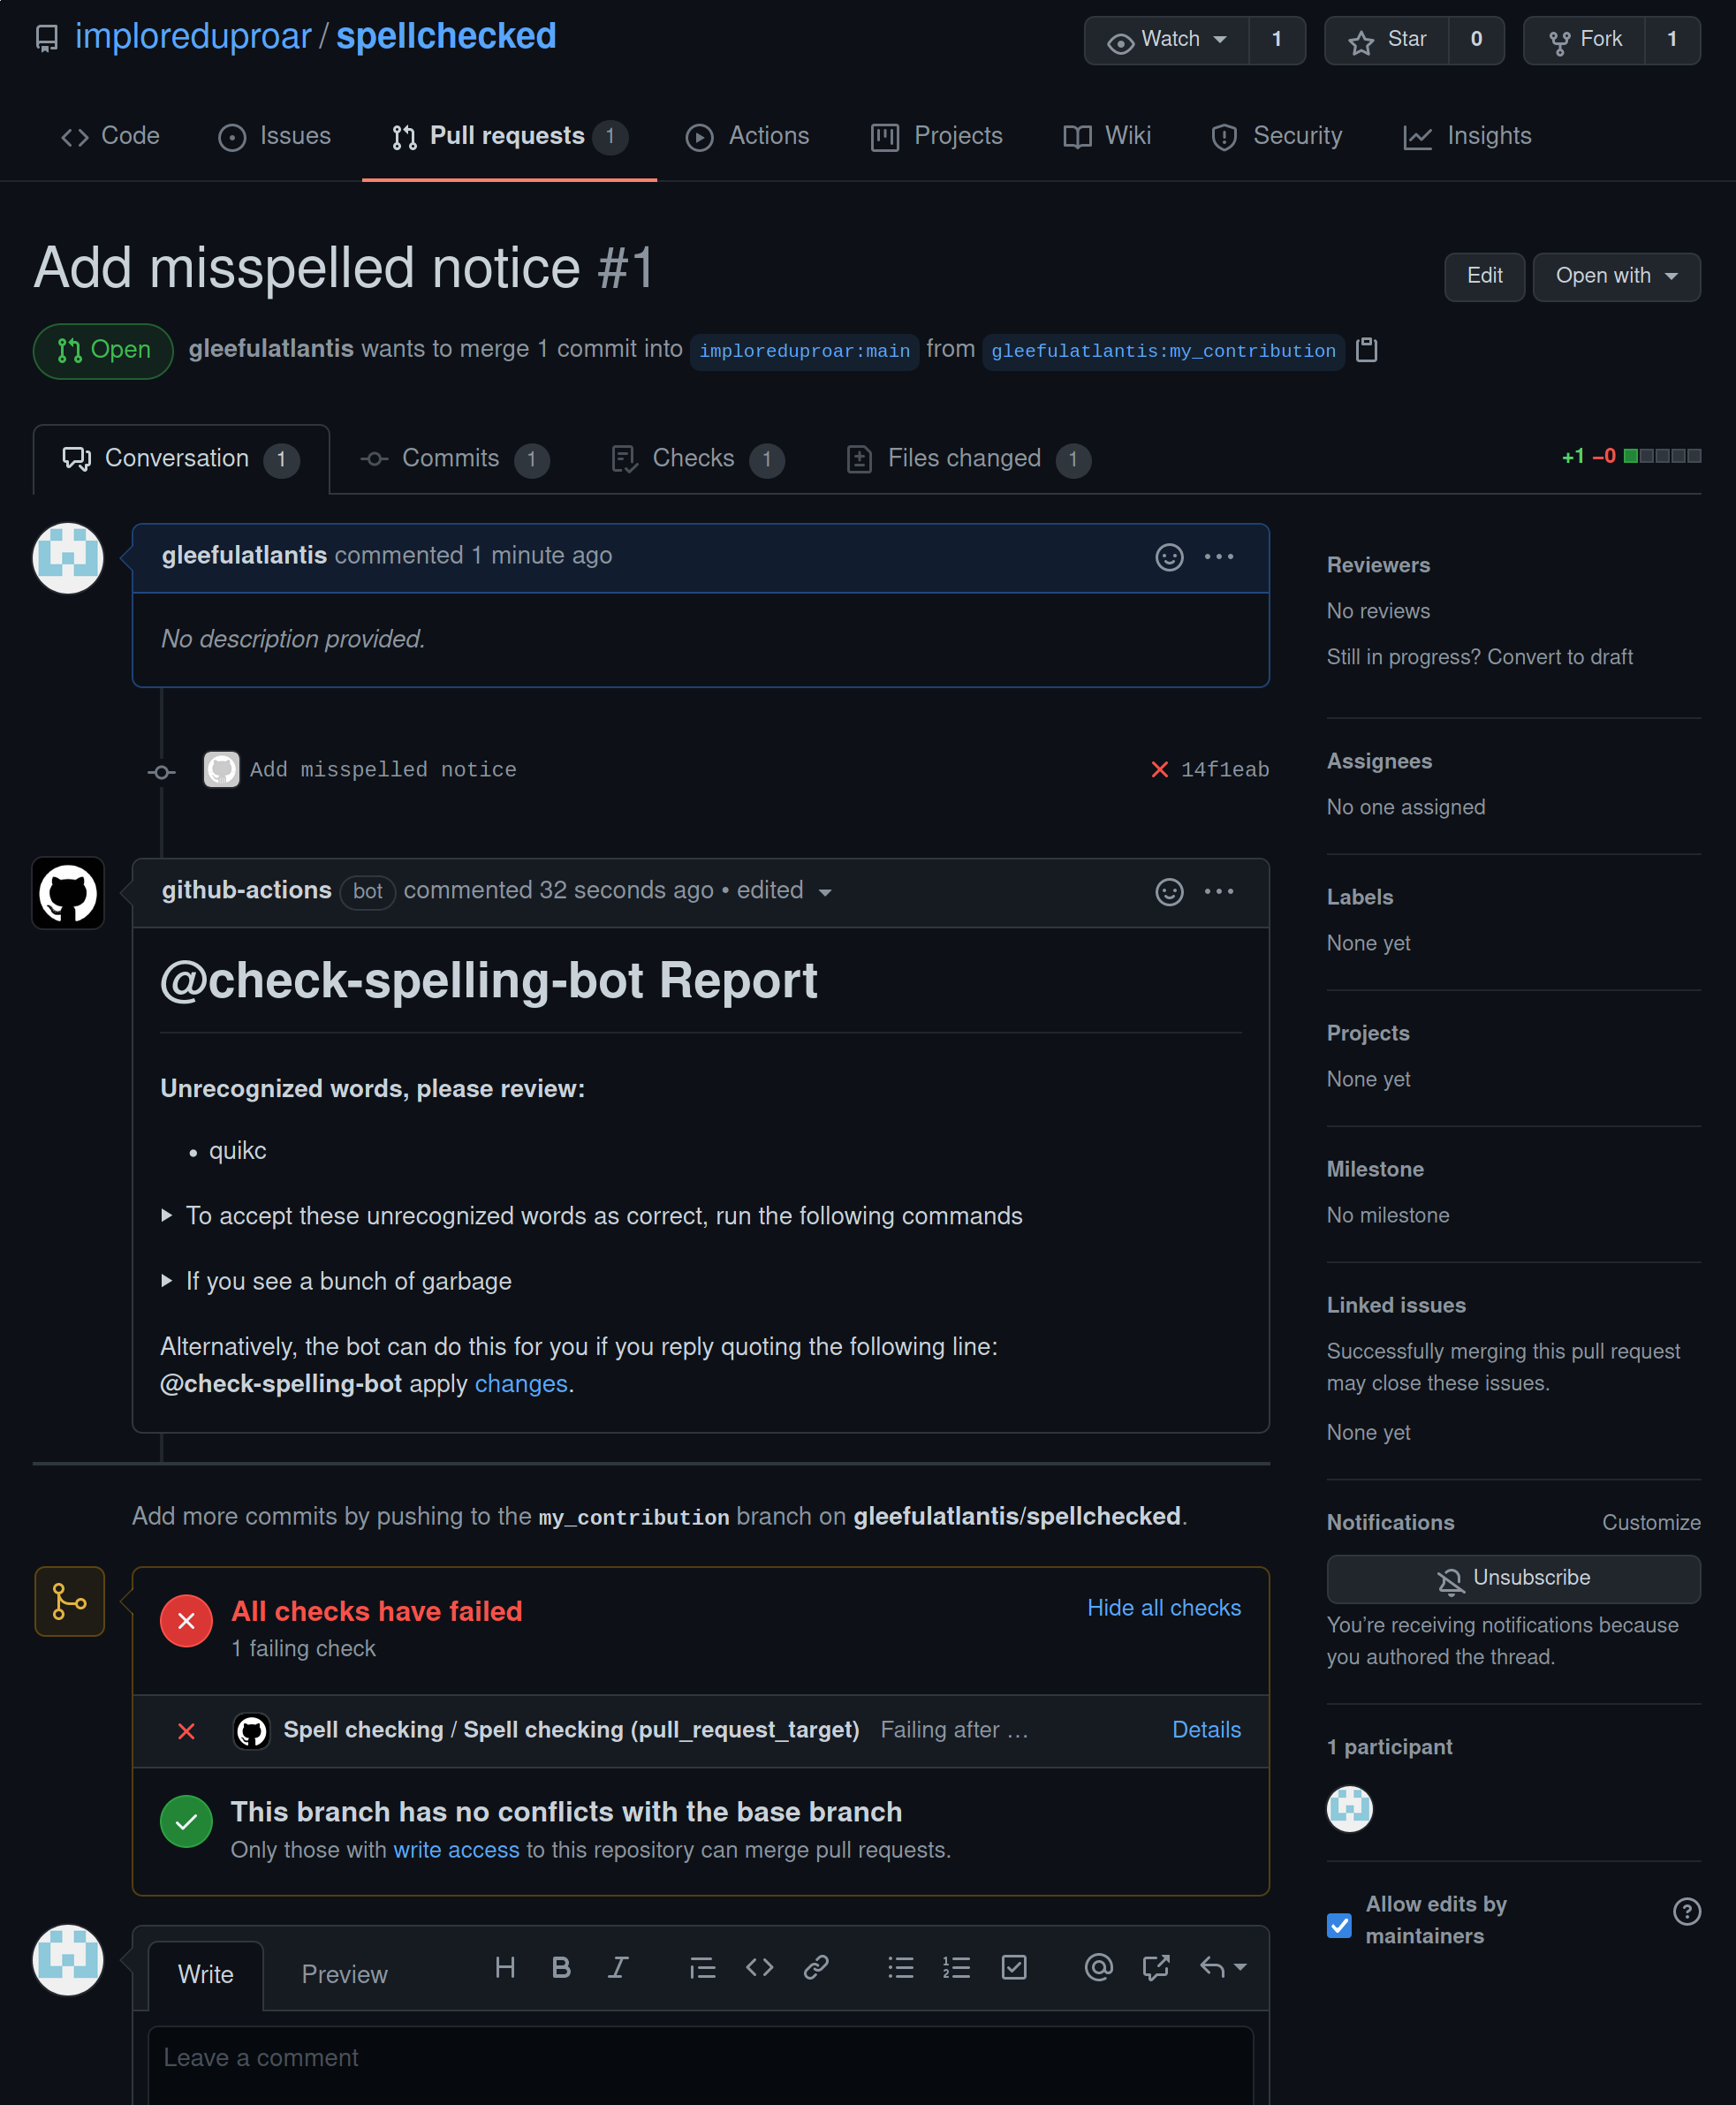 imploreduproar / spellchecked
Watch 1 Star 0 Fork 1
Code Issues Pull requests 1 Actions Projects Wiki Security Insights
Add misspelled notice #1
Edit Open with
Open gleefulatlantis wants to merge 1 commit into imploreduproar:main from gleefulatlantis:my_contribution
Conversation 1 Commits 1 Checks 1 Files changed 1
+1 −0
gleefulatlantis commented 1 minute ago
No description provided.
Add misspelled notice 14f1eab
github-actions bot commented 32 seconds ago • edited
@check-spelling-bot Report
Unrecognized words, please review:
• quikc
To accept these unrecognized words as correct, run the following commands
If you see a bunch of garbage
Alternatively, the bot can do this for you if you reply quoting the following line:
@check-spelling-bot apply changes.
Add more commits by pushing to the my_contribution branch on gleefulatlantis/spellchecked.
All checks have failed
Hide all checks
1 failing check
Spell checking / Spell checking (pull_request_target) Failing after … Details
This branch has no conflicts with the base branch
Only those with write access to this repository can merge pull requests.
Write Preview
Leave a comment
Reviewers
No reviews
Still in progress? Convert to draft
Assignees
No one assigned
Labels
None yet
Projects
None yet
Milestone
No milestone
Linked issues
Successfully merging this pull request
may close these issues.
None yet
Notifications Customize
Unsubscribe
You’re receiving notifications because
you authored the thread.
1 participant
Allow edits by
maintainers